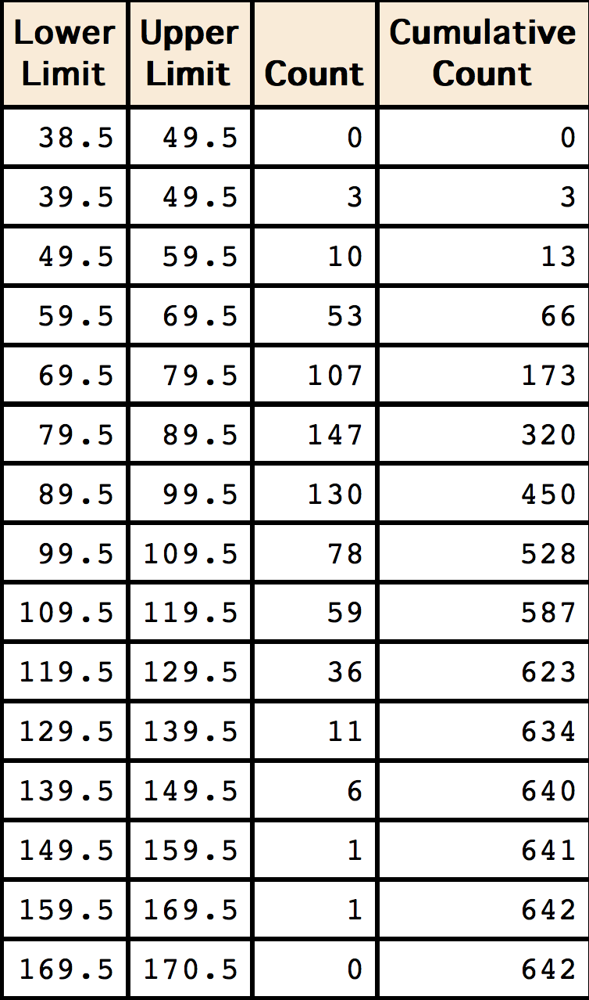 Lower Limit Upper Limit Count Cumulative Count
38.5 49.5 0 0
39.5 49.5 3 3
49.5 59.5 10 13
59.5 69.5 53 66
69.5 79.5 107 173
79.5 89.5 147 320
89.5 99.5 130 450
99.5 109.5 78 528
109.5 119.5 59 587
119.5 129.5 36 623
129.5 139.5 11 634
139.5 149.5 6 640
149.5 159.5 1 641
159.5 169.5 1 642
169.5 170.5 0 642